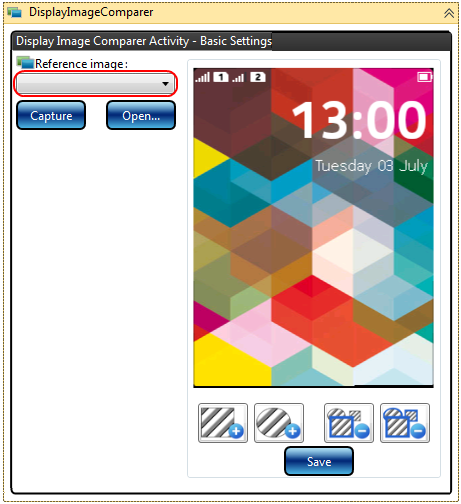 DisplayImageComparer
Display Image Comparer Activity - Basic Settings
Reference image:
Capture
Open...
1 2
13:00
Tuesday 03 July
Save